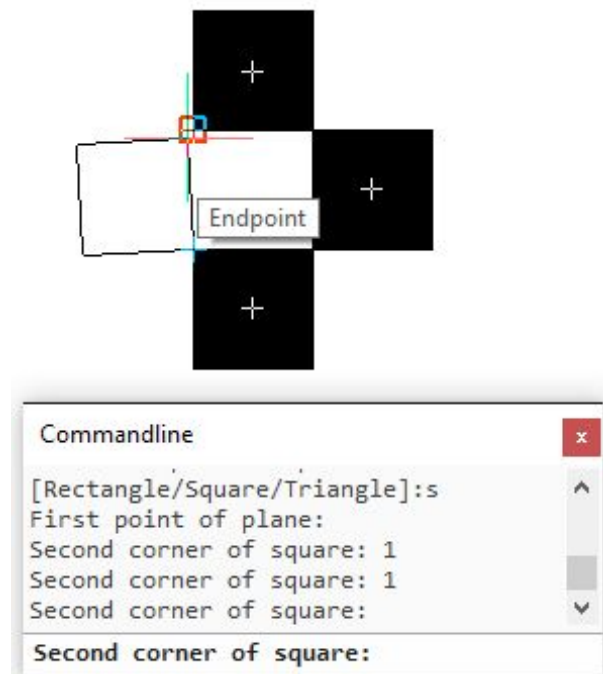 Endpoint
Commandline
x
[Rectangle/Square/Triangle]:s
First point of plane:
Second corner of square: 1
Second corner of square: 1
Second corner of square:
Second corner of square: